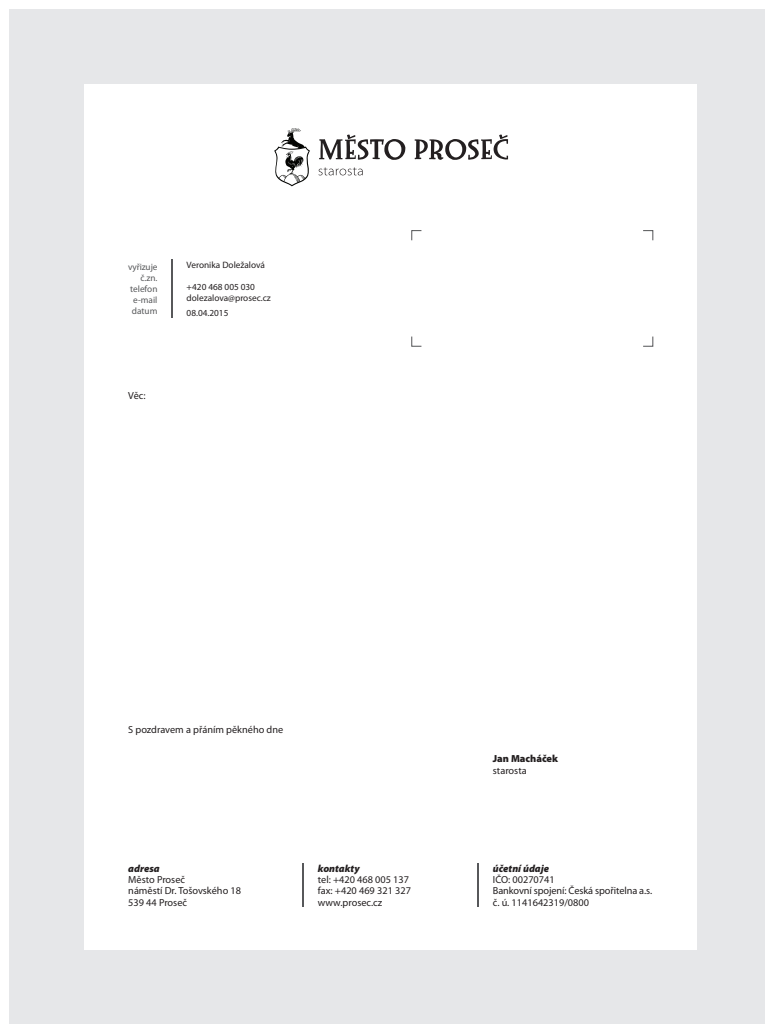 MĚSTO PROSEČ
starosta
vyřizuje
Veronika Doležalová
č.zn.
telefon
+420 468 005 030
e-mail
dolezalova@prosec.cz
datum
08.04.2015
Věc:
S pozdravem a přáním pěkného dne
Jan Macháček
starosta
adresa
Město Proseč
náměstí Dr. Tošovského 18
539 44 Proseč
kontakty
tel: +420 468 005 137
fax: +420 469 321 327
www.prosec.cz
účetní údaje
IČO: 00270741
Bankovní spojení: Česká spořitelna a.s.
č. ú. 1141642319/0800